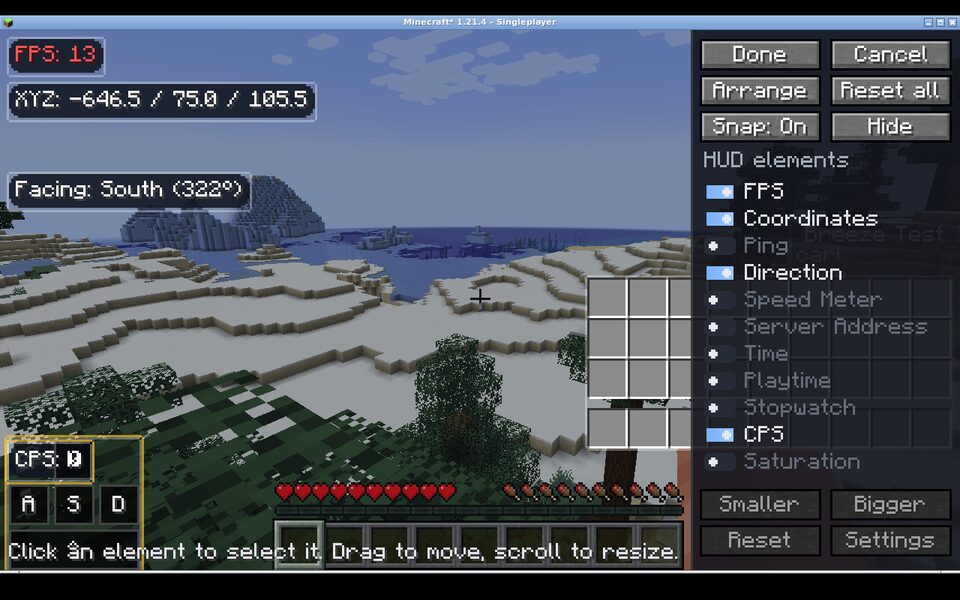 Minecraft* 1.21.4 - Singleplayer
FPS: 13
XYZ: -646.5 / 75.0 / 105.5
Facing: South (322°)
Done
Cancel
Arrange
Reset all
Snap: On
Hide
HUD elements
FPS
Coordinates
Ping
Direction
Speed Meter
Server Address
Time
Playtime
Stopwatch
CPS
Saturation
Smaller
Bigger
Reset
Settings
CPS: 0
A S D
Click an element to select it. Drag to move, scroll to resize.